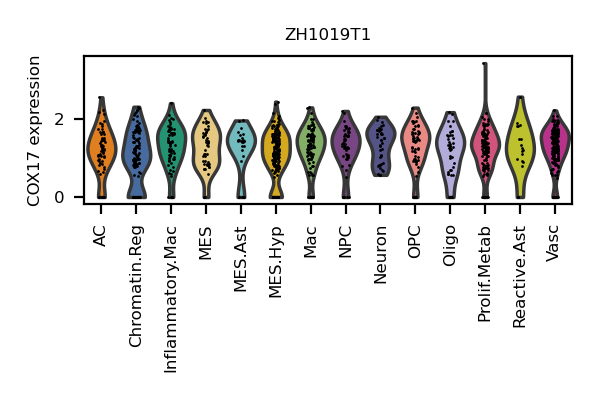 ZH1019T1
COX17 expression
2
0
AC
Chromatin.Reg
Inflammatory.Mac
MES
MES.Ast
MES.Hyp
Mac
NPC
Neuron
OPC
Oligo
Prolif.Metab
Reactive.Ast
Vasc